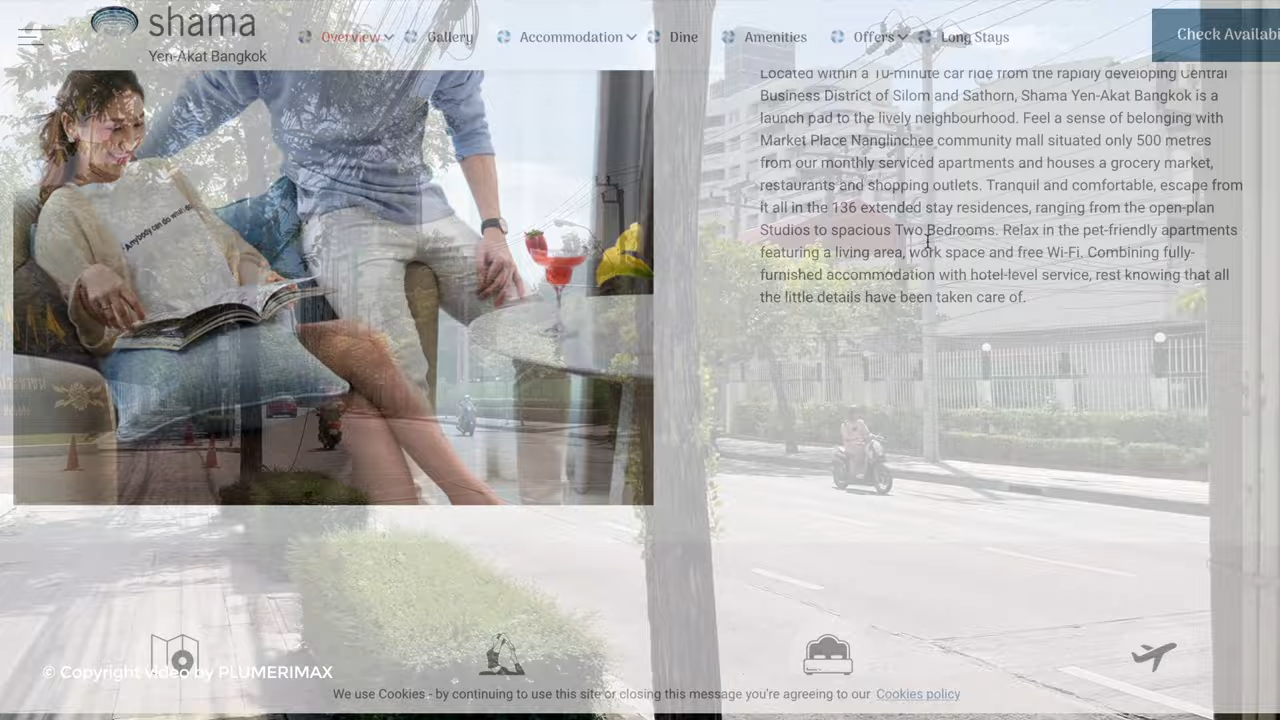 shama
Yen-Akat Bangkok
Overview
Gallery
Accommodation
Dine
Amenities
Offers
Long Stays
Check Availabi
Located within a 10-minute car ride from the rapidly developing Central
Business District of Silom and Sathorn, Shama Yen-Akat Bangkok is a
launch pad to the lively neighbourhood. Feel a sense of belonging with
Market Place Nanglinchee community mall situated only 500 metres
from our monthly serviced apartments and houses a grocery market,
restaurants and shopping outlets. Tranquil and comfortable, escape from
it all in the 136 extended stay residences, ranging from the open-plan
Studios to spacious Two Bedrooms. Relax in the pet-friendly apartments
featuring a living area, work space and free Wi-Fi. Combining fully-
furnished accommodation with hotel-level service, rest knowing that all
the little details have been taken care of.
"Anybody can do what
© Copyright video by PLUMERIMAX
We use Cookies - by continuing to use this site or closing this message you're agreeing to our Cookies policy